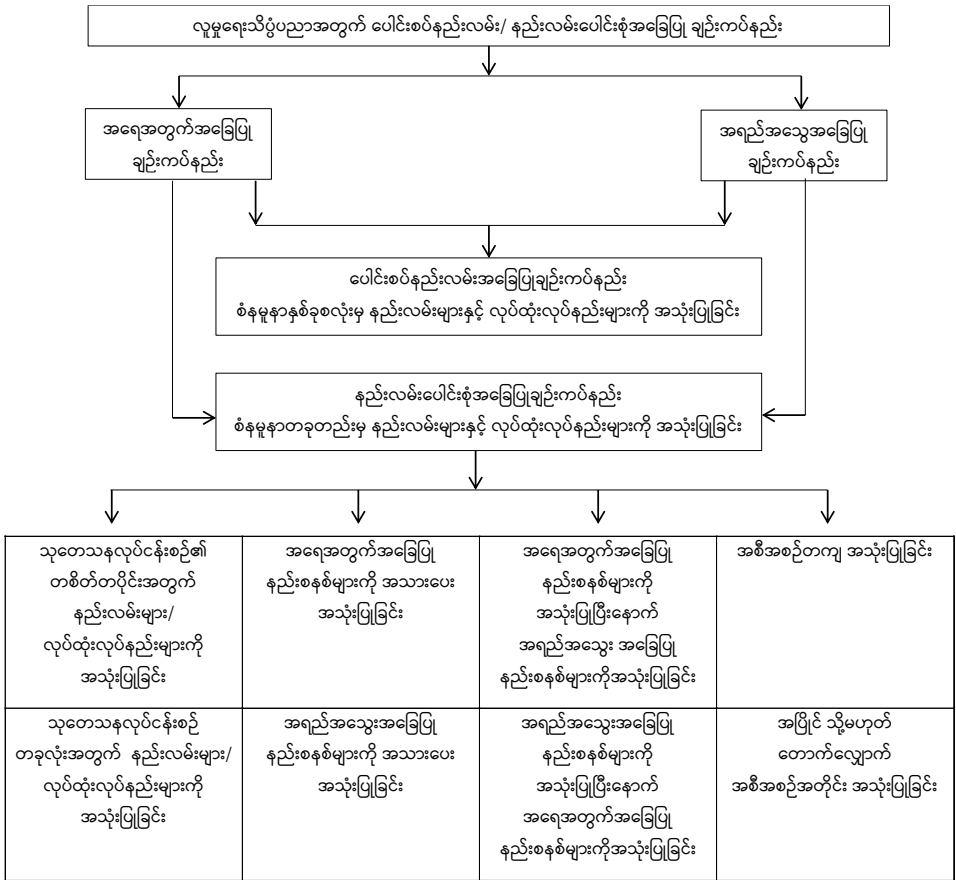 လူမှုရေးသိပ္ပံပညာအတွက် ပေါင်းစပ်နည်းလမ်း/ နည်းလမ်းပေါင်းစုံအခြေပြု ချဉ်းကပ်နည်း
အရေအတွက်အခြေပြု
ချဉ်းကပ်နည်း
အရည်အသွေအခြေပြု
ချဉ်းကပ်နည်း
ပေါင်းစပ်နည်းလမ်းအခြေပြုချဉ်းကပ်နည်း
စံနမူနာနှစ်ခုစလုံးမှ နည်းလမ်းများနှင့် လုပ်ထုံးလုပ်နည်းများကို အသုံးပြုခြင်း
နည်းလမ်းပေါင်းစုံအခြေပြုချဉ်းကပ်နည်း
စံနမူနာတခုတည်းမှ နည်းလမ်းများနှင့် လုပ်ထုံးလုပ်နည်းများကို အသုံးပြုခြင်း
သုတေသနလုပ်ငန်းစဉ်၏
တစိတ်တပိုင်းအတွက်
နည်းလမ်းများ/
လုပ်ထုံးလုပ်နည်းများကို
အသုံးပြုခြင်း
အရေအတွက်အခြေပြု
နည်းစနစ်များကို အသားပေး
အသုံးပြုခြင်း
အရေအတွက်အခြေပြု
နည်းစနစ်များကို
အသုံးပြုပြီးနောက်
အရည်အသွေး အခြေပြု
နည်းစနစ်များကိုအသုံးပြုခြင်း
အစီအစဉ်တကျ အသုံးပြုခြင်း
သုတေသနလုပ်ငန်းစဉ်
တခုလုံးအတွက် နည်းလမ်းများ/
လုပ်ထုံးလုပ်နည်းများကို
အသုံးပြုခြင်း
အရည်အသွေးအခြေပြု
နည်းစနစ်များကို အသားပေး
အသုံးပြုခြင်း
အရည်အသွေးအခြေပြု
နည်းစနစ်များကို
အသုံးပြုပြီးနောက်
အရေအတွက်အခြေပြု
နည်းစနစ်များကိုအသုံးပြုခြင်း
အပြိုင် သို့မဟုတ်
တောက်လျှောက်
အစီအစဉ်အတိုင်း အသုံးပြုခြင်း